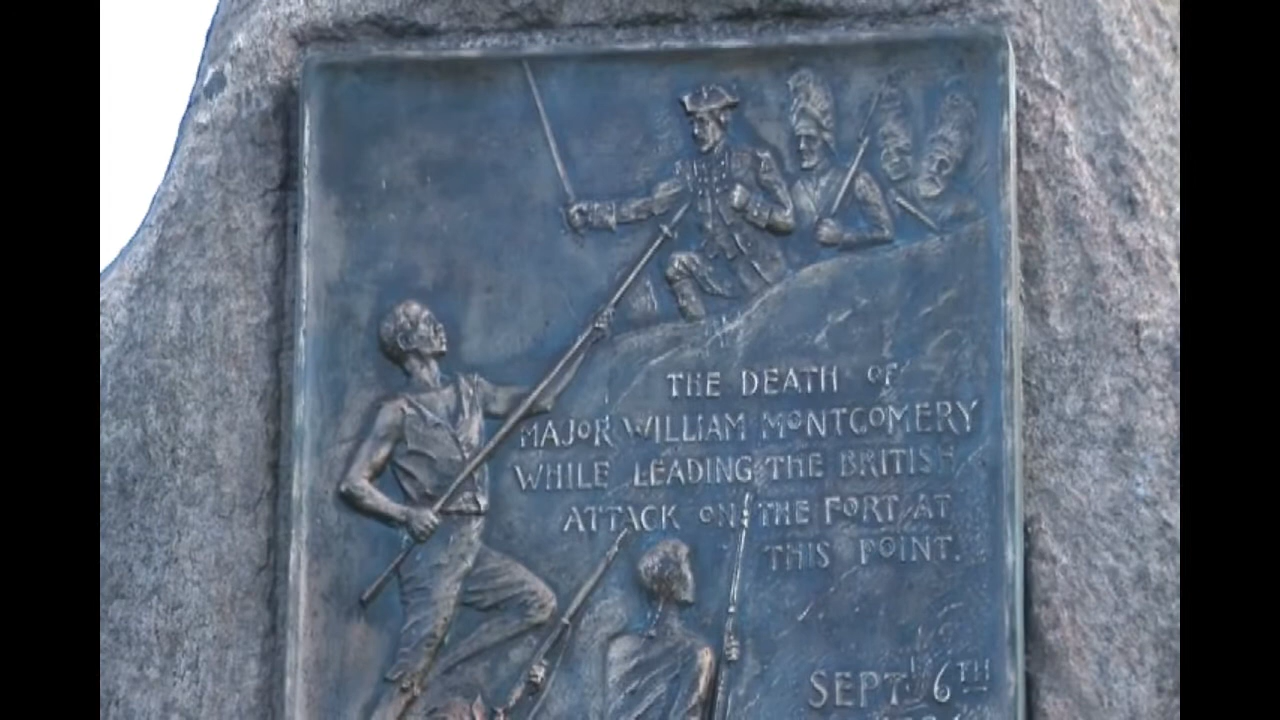 THE DEATH OF
MAJOR WILLIAM MONTGOMERY
WHILE LEADING THE BRITISH
ATTACK ON THE FORT AT
THIS POINT.
SEPT 6TH